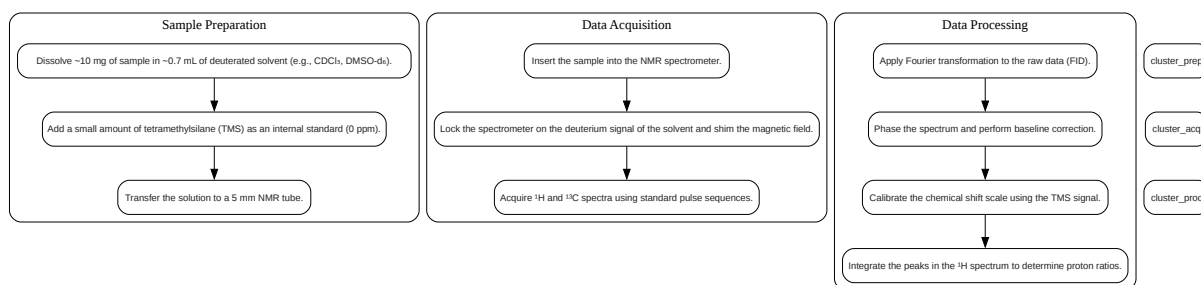 Sample Preparation
Dissolve ~10 mg of sample in ~0.7 mL of deuterated solvent (e.g., CDCl₃, DMSO-d₆).
Add a small amount of tetramethylsilane (TMS) as an internal standard (0 ppm).
Transfer the solution to a 5 mm NMR tube.
Data Acquisition
Insert the sample into the NMR spectrometer.
Lock the spectrometer on the deuterium signal of the solvent and shim the magnetic field.
Acquire ¹H and ¹³C spectra using standard pulse sequences.
Data Processing
Apply Fourier transformation to the raw data (FID).
Phase the spectrum and perform baseline correction.
Calibrate the chemical shift scale using the TMS signal.
Integrate the peaks in the ¹H spectrum to determine proton ratios.
cluster_prep
cluster_acq
cluster_proc